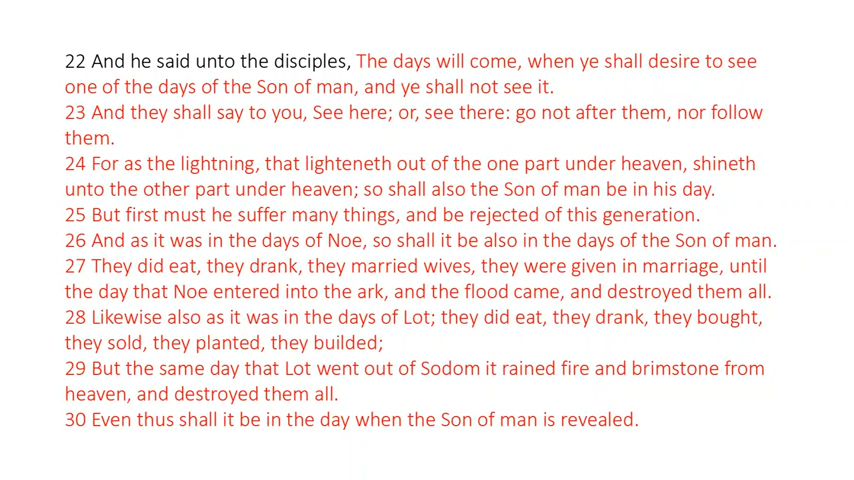 22 And he said unto the disciples, The days will come, when ye shall desire to see
one of the days of the Son of man, and ye shall not see it.
23 And they shall say to you, See here; or, see there: go not after them, nor follow
them.
24 For as the lightning, that lighteneth out of the one part under heaven, shineth
unto the other part under heaven; so shall also the Son of man be in his day.
25 But first must he suffer many things, and be rejected of this generation.
26 And as it was in the days of Noe, so shall it be also in the days of the Son of man.
27 They did eat, they drank, they married wives, they were given in marriage, until
the day that Noe entered into the ark, and the flood came, and destroyed them all.
28 Likewise also as it was in the days of Lot; they did eat, they drank, they bought,
they sold, they planted, they builded;
29 But the same day that Lot went out of Sodom it rained fire and brimstone from
heaven, and destroyed them all.
30 Even thus shall it be in the day when the Son of man is revealed.